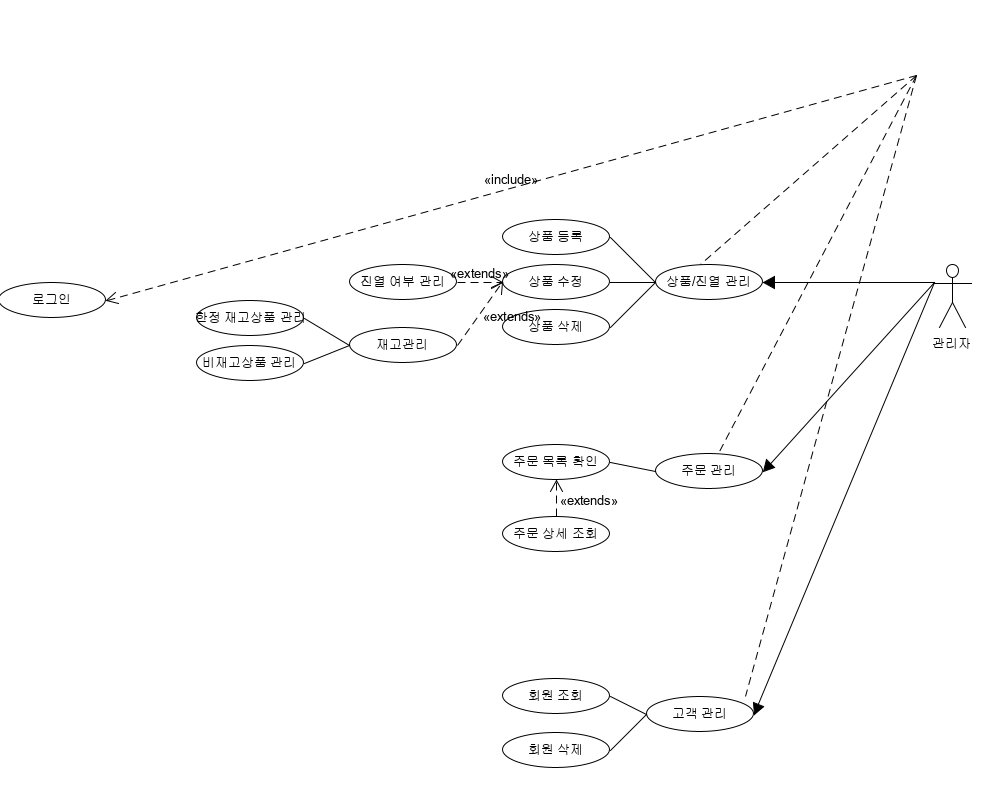 «include»
상품 등록
진열 여부 관리
«extends»
상품 수정
상품/진열 관리
로그인
한정 재고상품 관리
«extends»
상품 삭제
재고관리
관리자
비재고상품 관리
주문 목록 확인
주문 관리
«extends»
주문 상세 조회
회원 조회
고객 관리
회원 삭제